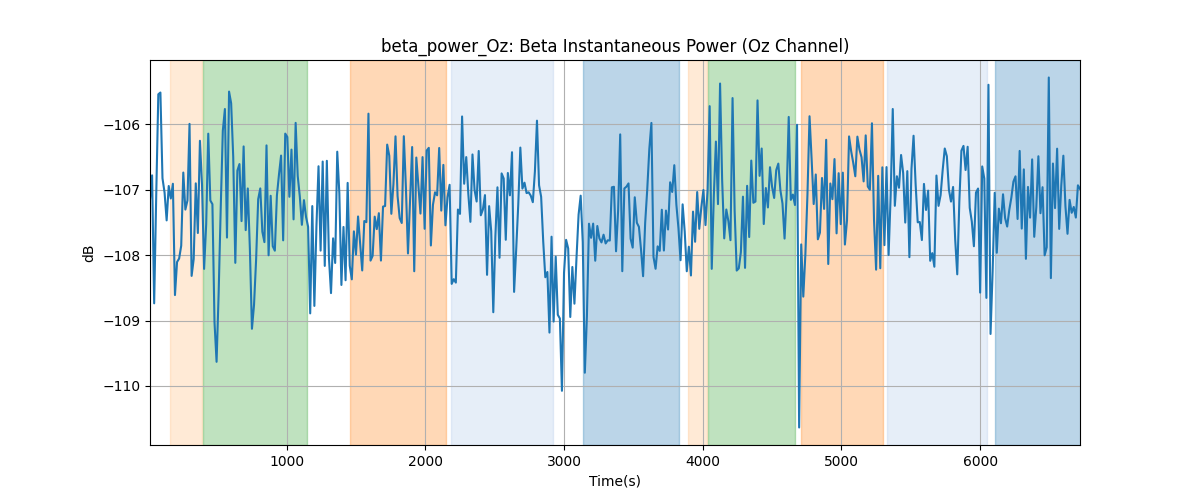 beta_power_Oz: Beta Instantaneous Power (Oz Channel)
−106
−107
−108
−109
−110
dB
1000 2000 3000 4000 5000 6000
Time(s)